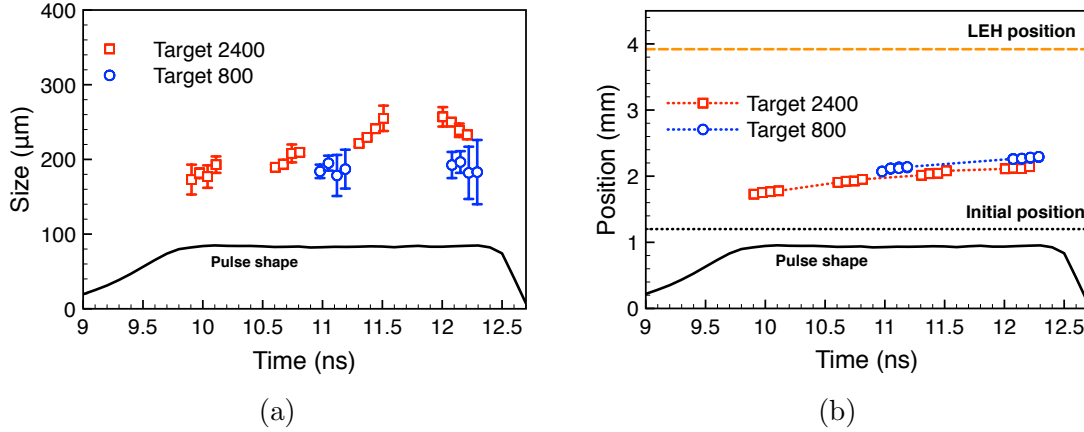 400
300
200
100
0
Size (µm)
Target 2400
Target 800
Pulse shape
9 9.5 10 10.5 11 11.5 12 12.5
Time (ns)
(a)
4
3
2
1
0
Position (mm)
LEH position
Target 2400
Target 800
Initial position
Pulse shape
9 9.5 10 10.5 11 11.5 12 12.5
Time (ns)
(b)